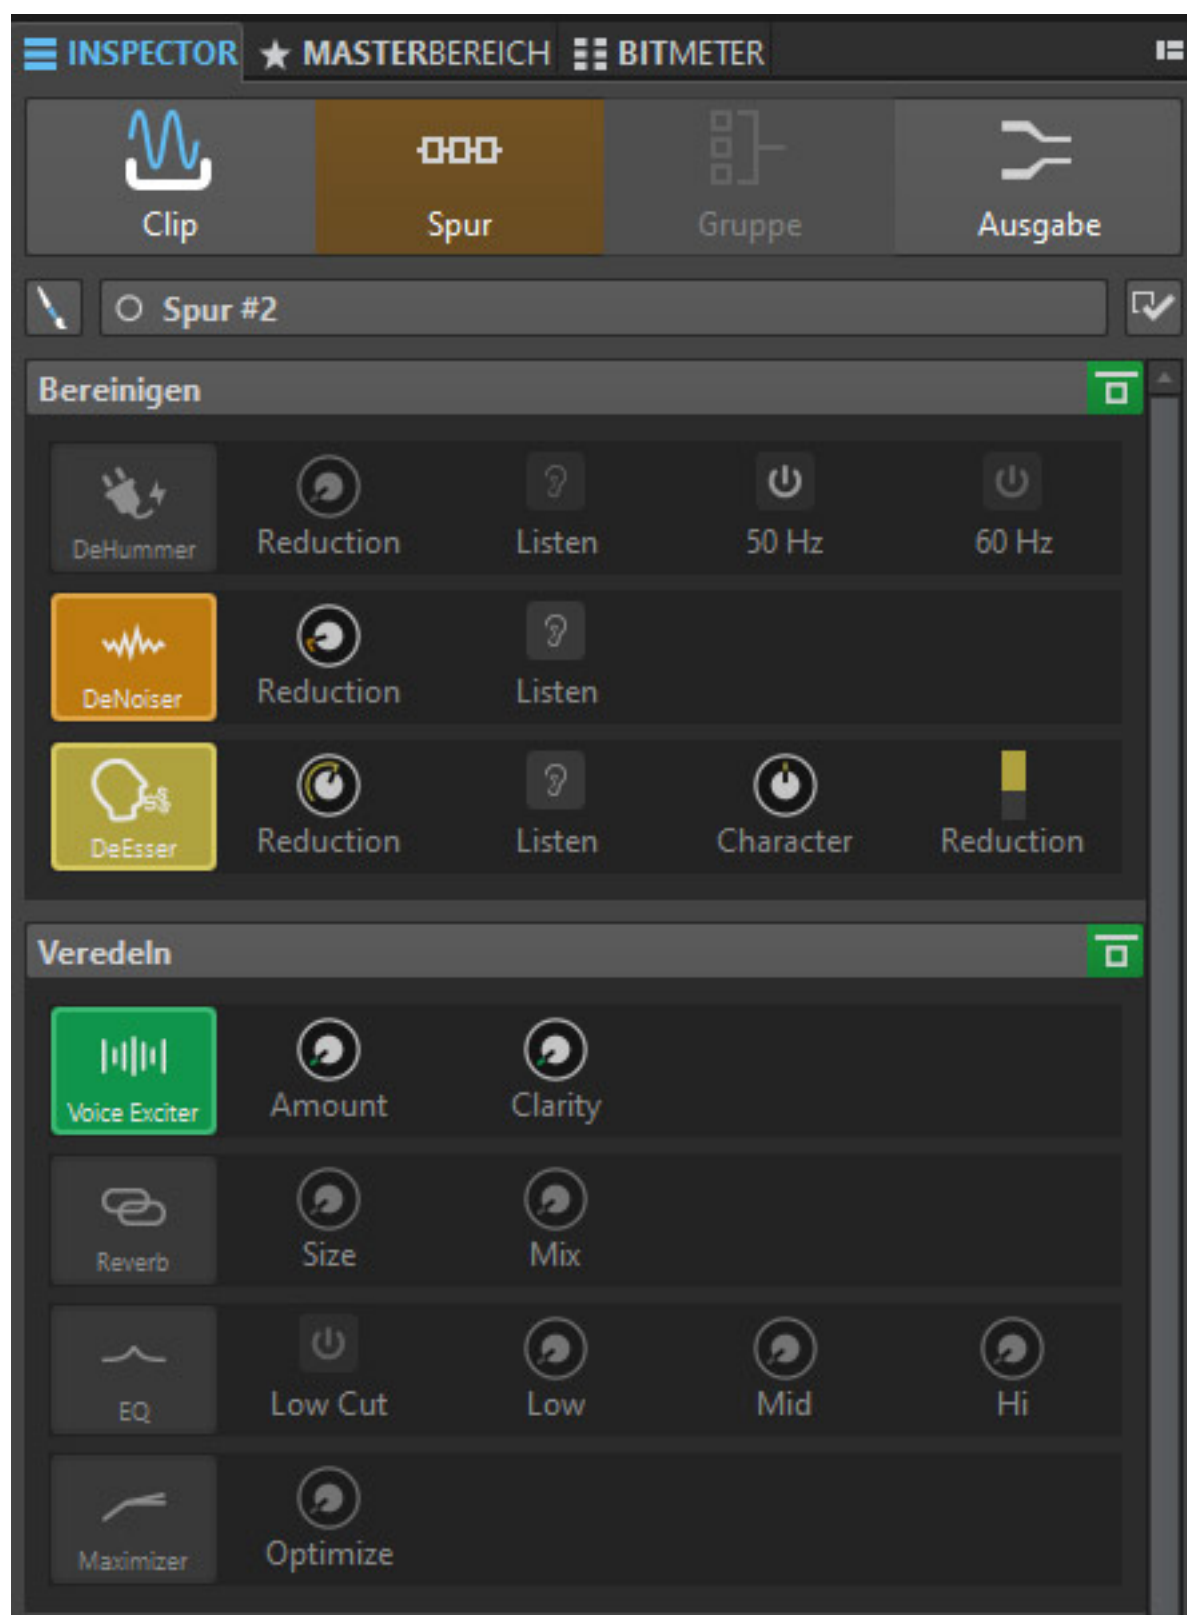 INSPECTOR MASTERBEREICH BITMETER
Clip Spur Gruppe Ausgabe
Spur #2
Bereinigen
DeHummer Reduction Listen 50 Hz 60 Hz
DeNoiser Reduction Listen
DeEsser Reduction Listen Character Reduction
Veredeln
Voice Exciter Amount Clarity
Reverb Size Mix
EQ Low Cut Low Mid Hi
Maximizer Optimize